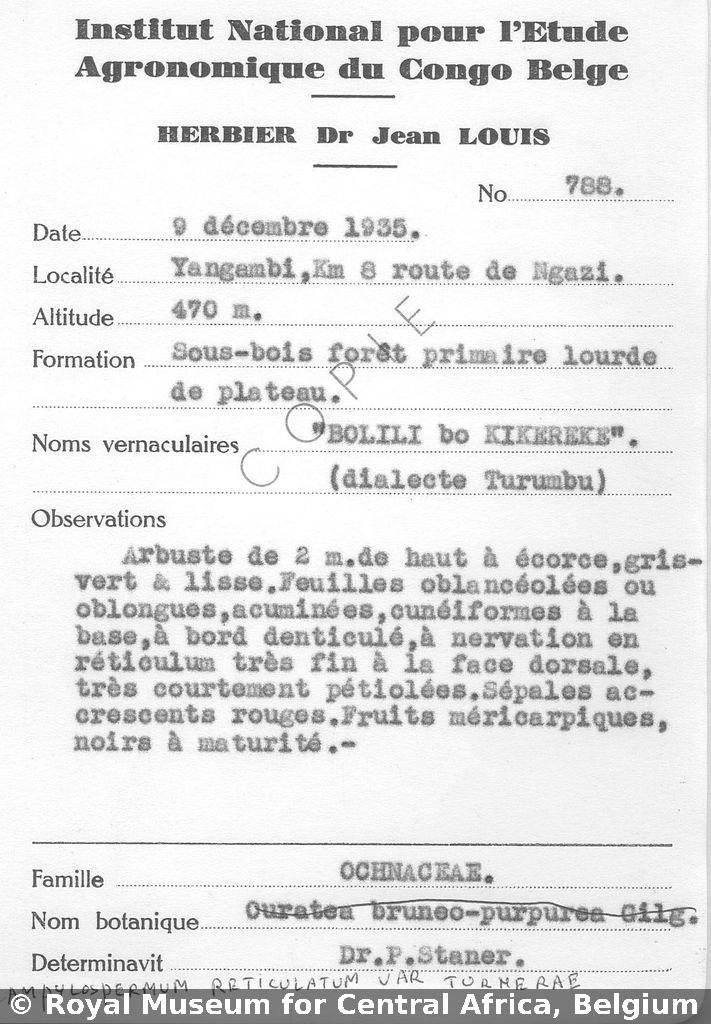 Institut National pour l'Etude
Agronomique du Congo Belge
HERBIER Dr Jean LOUIS
No 788.
Date 9 décembre 1935.
Localité Yangambi,Km 8 route de Ngazi.
Altitude 470 m.
Formation Sous-bois forêt primaire lourde
de plateau.
COPIE
Noms vernaculaires "BOLILI bo KIKEREKE".
(dialecte Turumbu)
Observations
Arbuste de 2 m.de haut à écorce,gris-
vert & lisse.Feuilles oblancéolées ou
oblongues,acuminées,cunéiformes à la
base,à bord denticulé,à nervation en
réticulum très fin à la face dorsale,
très courtement pétiolées.Sépales ac-
crescents rouges.Fruits méricarpiques,
noirs à maturité.-
Famille OCHNACEAE.
Nom botanique Ouratea bruneo-purpurea Gilg.
Determinavit Dr.P.Staner.
AMPYLOSPERMUM RETICULATUM VAR TURNERAE
© Royal Museum for Central Africa, Belgium